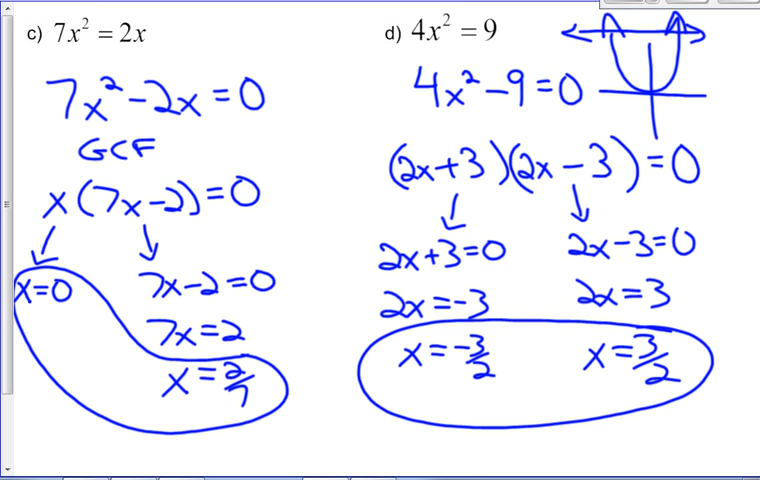 c) 7x² = 2x
7x² - 2x = 0
GCF
x(7x - 2) = 0
x = 0
7x - 2 = 0
7x = 2
x = 2/7
d) 4x² = 9
4x² - 9 = 0
(2x + 3)(2x - 3) = 0
2x + 3 = 0
2x = -3
x = -3/2
2x - 3 = 0
2x = 3
x = 3/2